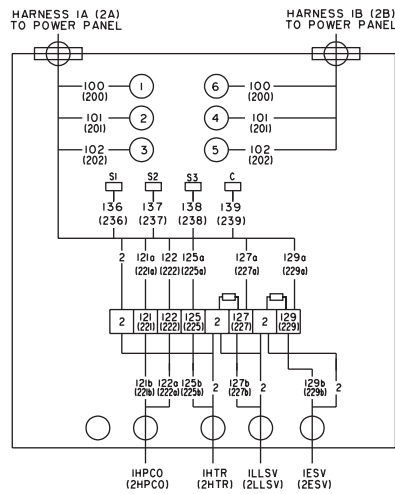 HARNESS 1A (2A) HARNESS 1B (2B)
TO POWER PANEL TO POWER PANEL
100 1 6 100
(200) (200)
101 2 4 101
(201) (201)
102 3 5 102
(202) (202)
S1 S2 S3 C
136 137 138 139
(236) (237) (238) (239)
2 121a 122 125a 127a 129a
(221a) (222) (225a) (227a) (229a)
2 121 122 125 2 127 2 129
(221) (222) (225) (227) (229)
121b 122a 125b 2 127b 2 129b 2
(221b) (222a) (225b) (227b) (229b)
1HPCO 1HTR 1LLSV 1ESV
(2HPCO) (2HTR) (2LLSV) (2ESV)